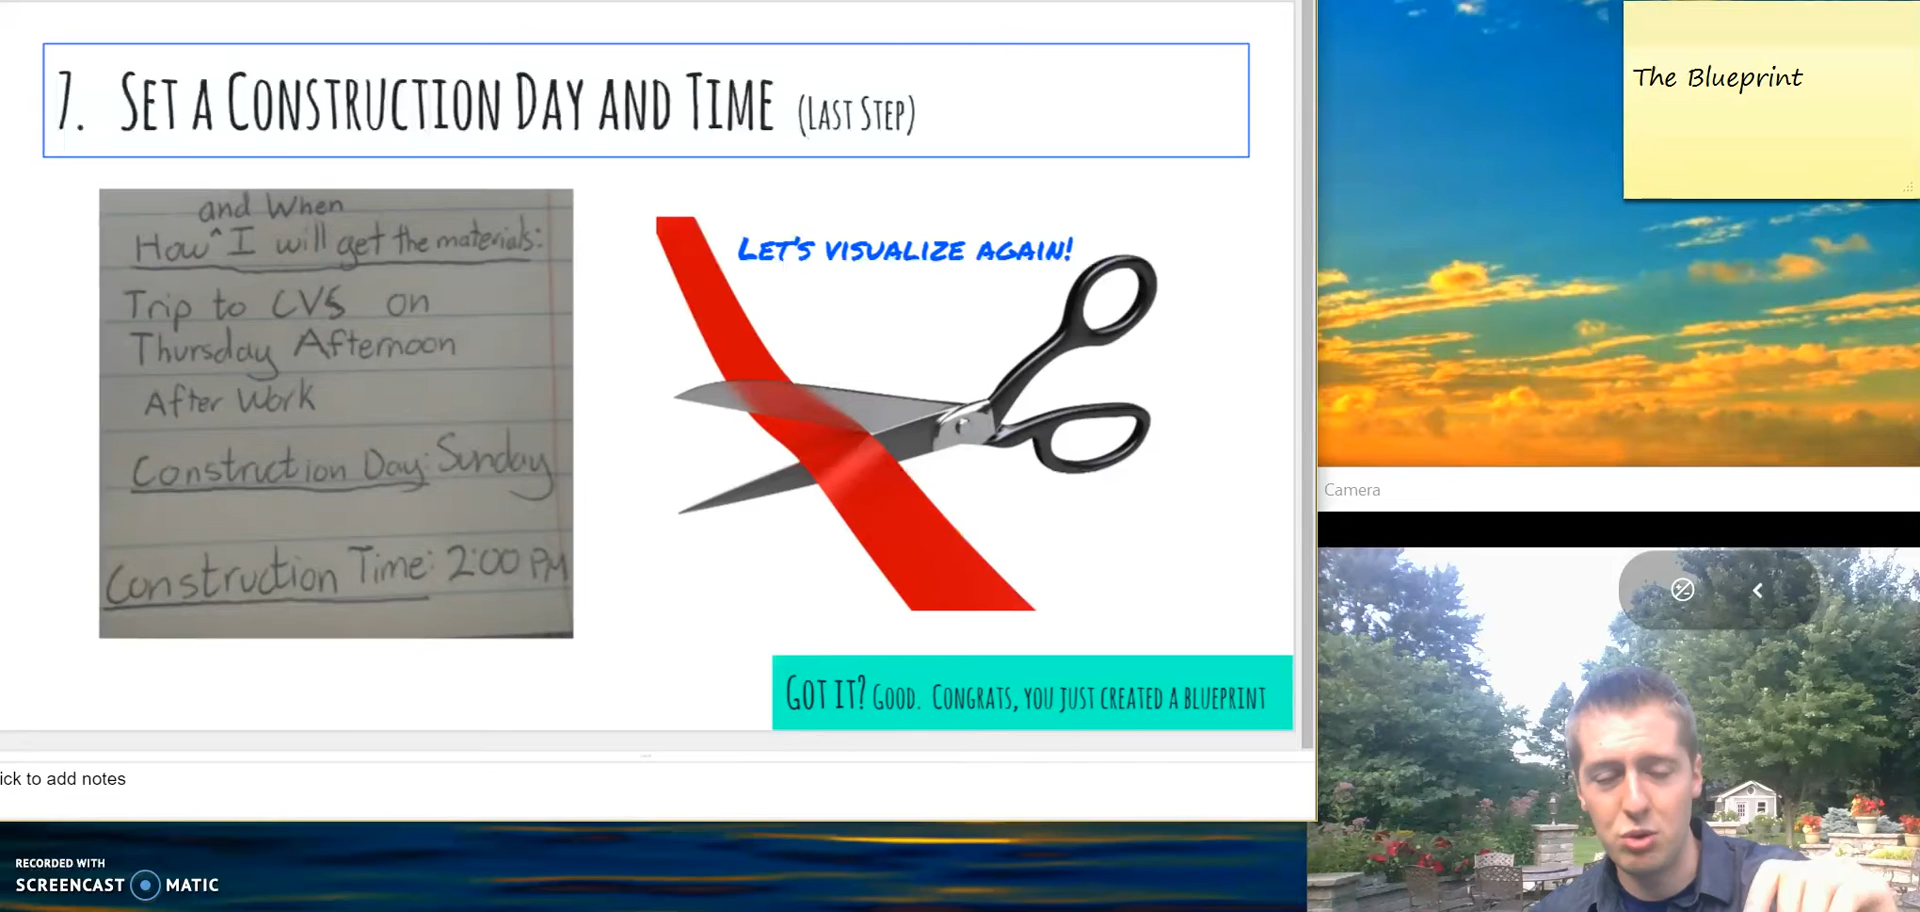 7. Set a Construction Day and Time (Last Step)
and When
How ^ I will get the materials:
Trip to CVS on
Thursday Afternoon
After Work
Construction Day: Sunday
Construction Time: 2:00 PM
Let's visualize again!
Got it? Good. Congrats, you just created a blueprint
ick to add notes
RECORDED WITH
SCREENCAST MATIC
The Blueprint
Camera